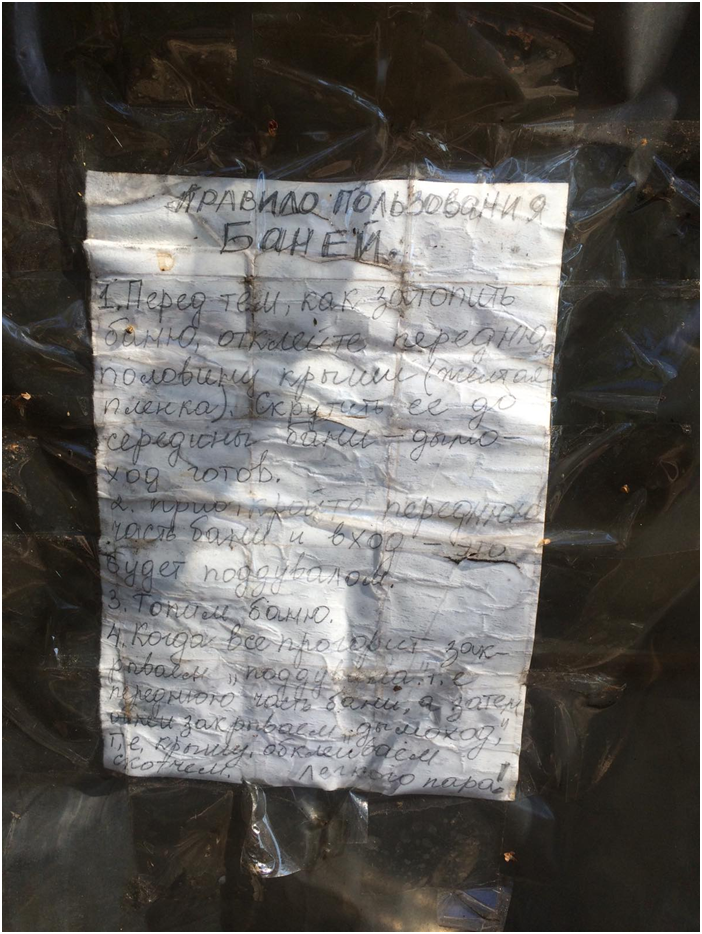 ПРАВИЛО ПОЛЬЗОВАНИЯ
БАНЕЙ.
1. Перед тем, как затопить
баню, отклейте переднюю
половину крыши (желтая
пленка). Скрутить ее до
середины бани - дымо-
ход готов.
2. приоткройте переднюю
часть бани и вход - это
будет поддувалом.
3. Топим баню.
4. Когда все прогорит зак-
рываем "поддувала", т.е
переднюю часть бани, а затем
закрываем "дымоход",
т.е. крышу, обклеиваем
скотчем. Легкого пара!